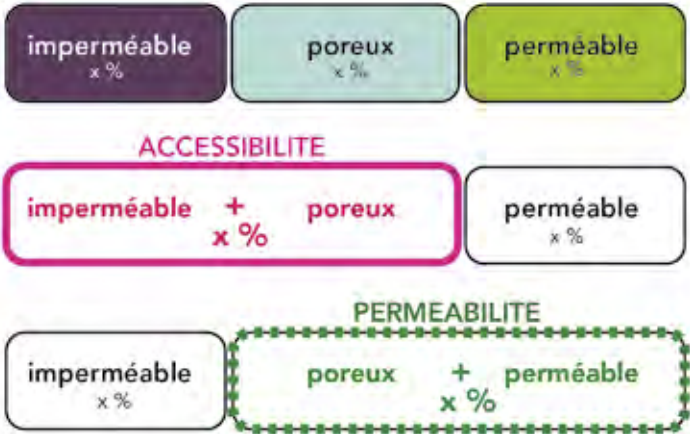 imperméable poreux perméable
x % x % x %
ACCESSIBILITE
imperméable + poreux perméable
x % x %
PERMEABILITE
imperméable poreux + perméable
x % x %